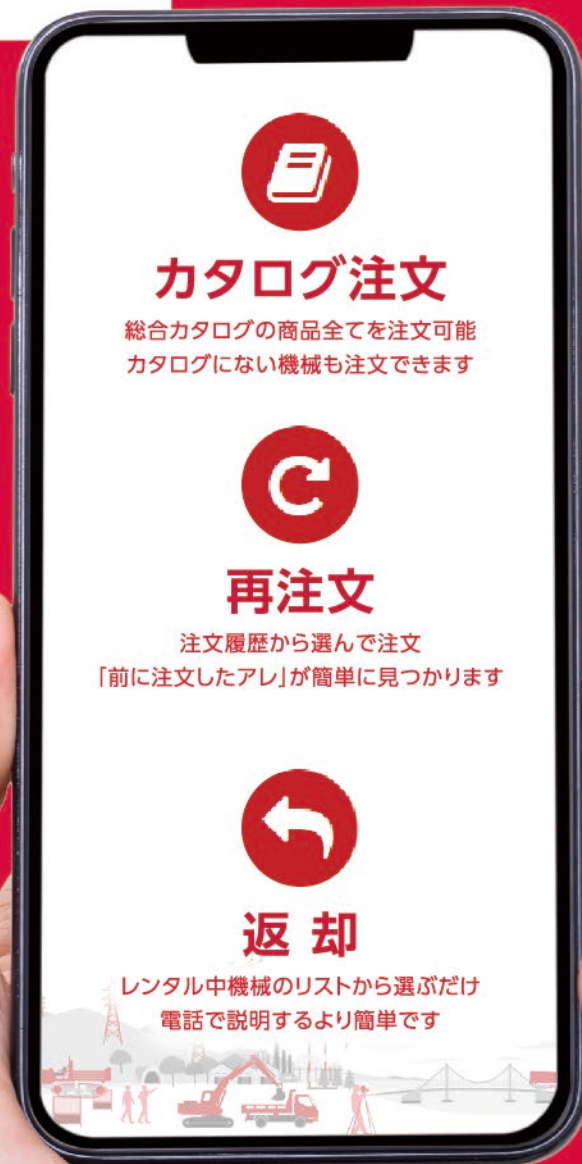 カタログ注文
総合カタログの商品全てを注文可能
カタログにない機械も注文できます
再注文
注文履歴から選んで注文
「前に注文したアレ」が簡単に見つかります
返却
レンタル中機械のリストから選ぶだけ
電話で説明するより簡単です